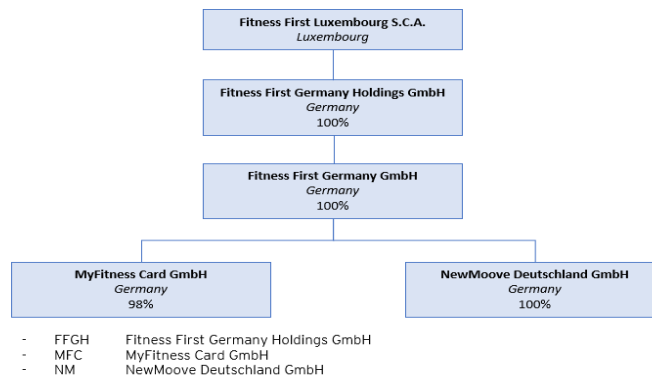 Fitness First Luxembourg S.C.A.
Luxembourg
Fitness First Germany Holdings GmbH
Germany
100%
Fitness First Germany GmbH
Germany
100%
MyFitness Card GmbH
Germany
98%
NewMoove Deutschland GmbH
Germany
100%
- FFGH Fitness First Germany Holdings GmbH
- MFC MyFitness Card GmbH
- NM NewMoove Deutschland GmbH